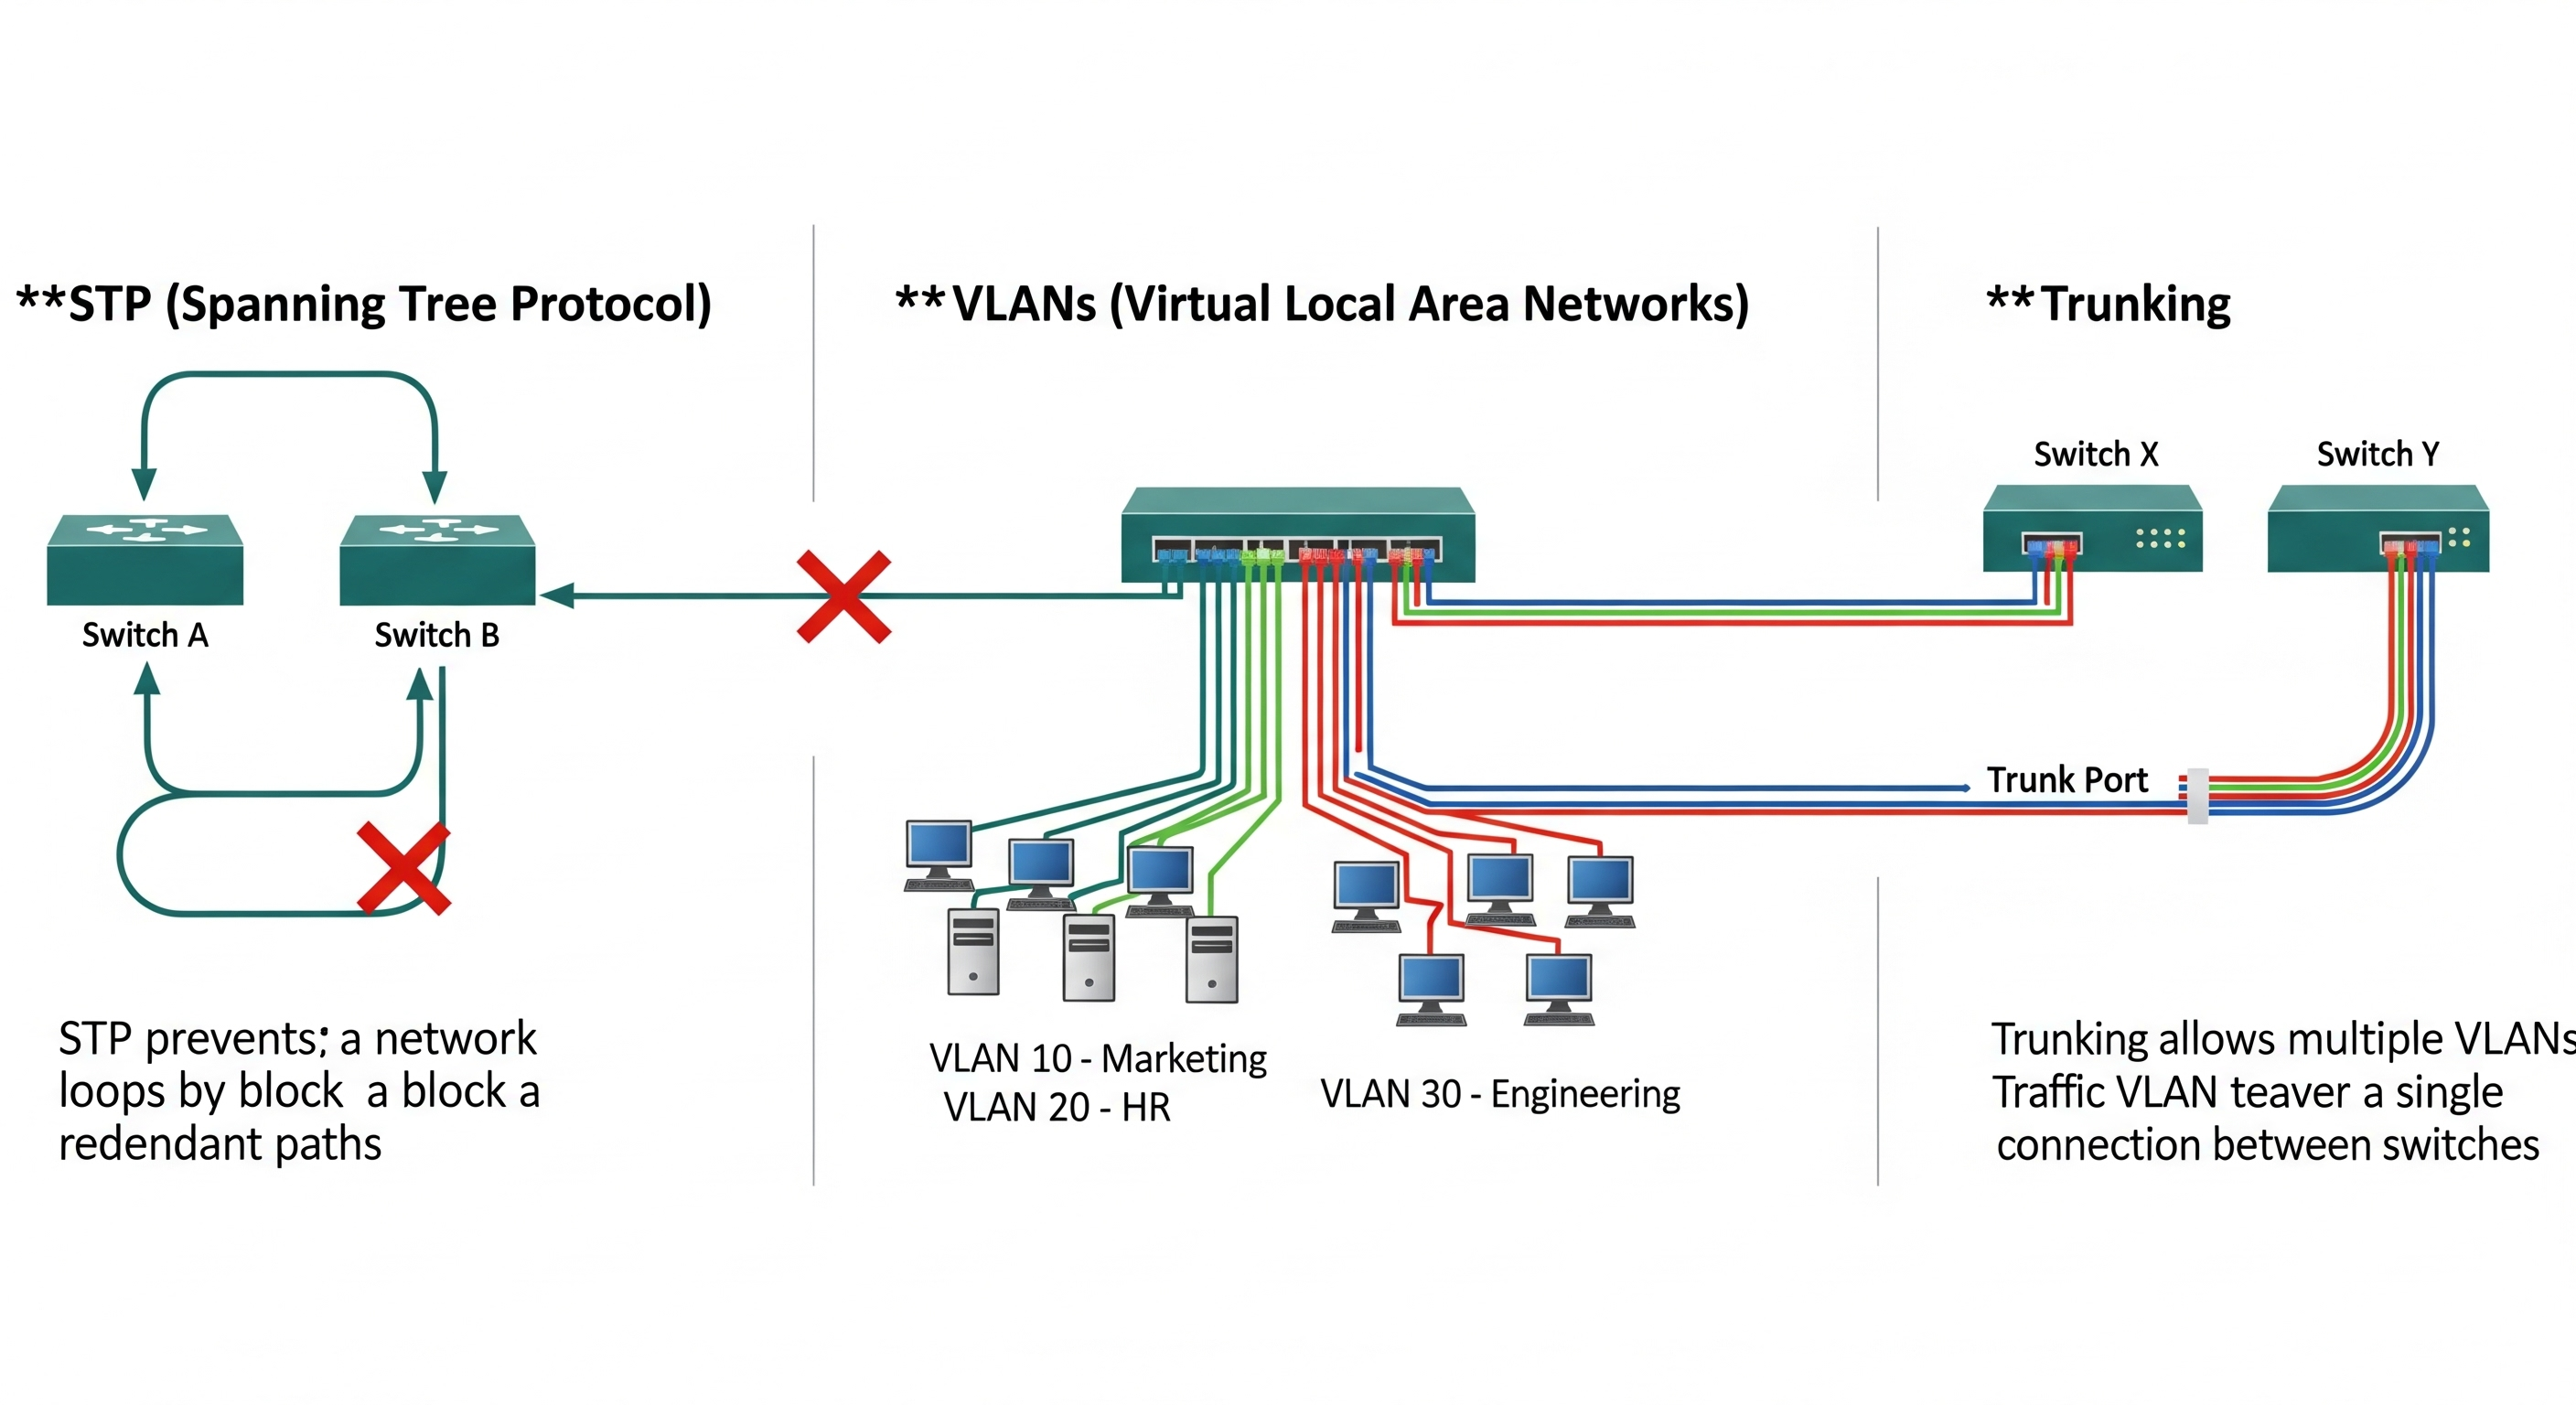 **STP (Spanning Tree Protocol)
Switch A
Switch B
STP prevents; a network
loops by block a block a
redendant paths
**VLANs (Virtual Local Area Networks)
VLAN 10 - Marketing
VLAN 20 - HR
VLAN 30 - Engineering
**Trunking
Switch X
Switch Y
Trunk Port
Trunking allows multiple VLANs
Traffic VLAN teaver a single
connection between switches